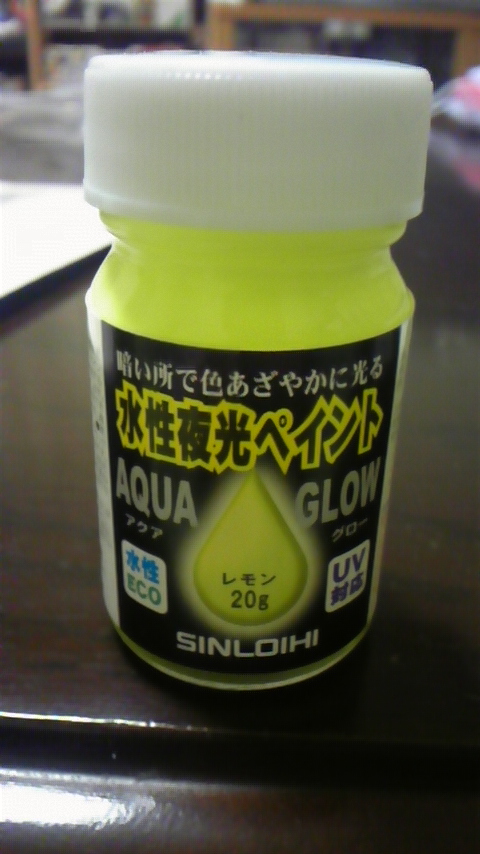 暗い所で色あざやかに光る
水性夜光ペイント
AQUA GLOW
アクア グロー
水性 ECO
レモン
20g
UV 対応
SINLOIHI